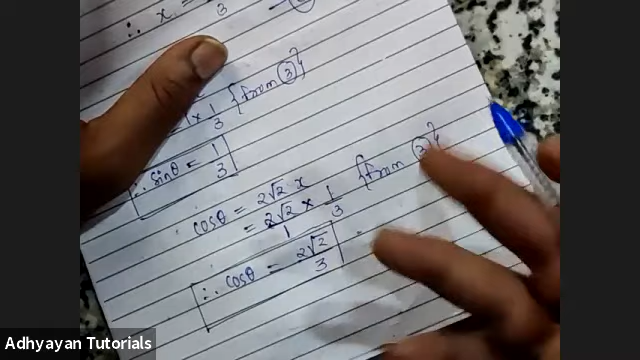 ∴ x = 
3
× 1/3 {from ③}
∴ sinθ = 1/3
cosθ = 2√2 x
= 2√2/1 × 1/3 {from ③}
∴ cosθ = 2√2/3
Adhyayan Tutorials